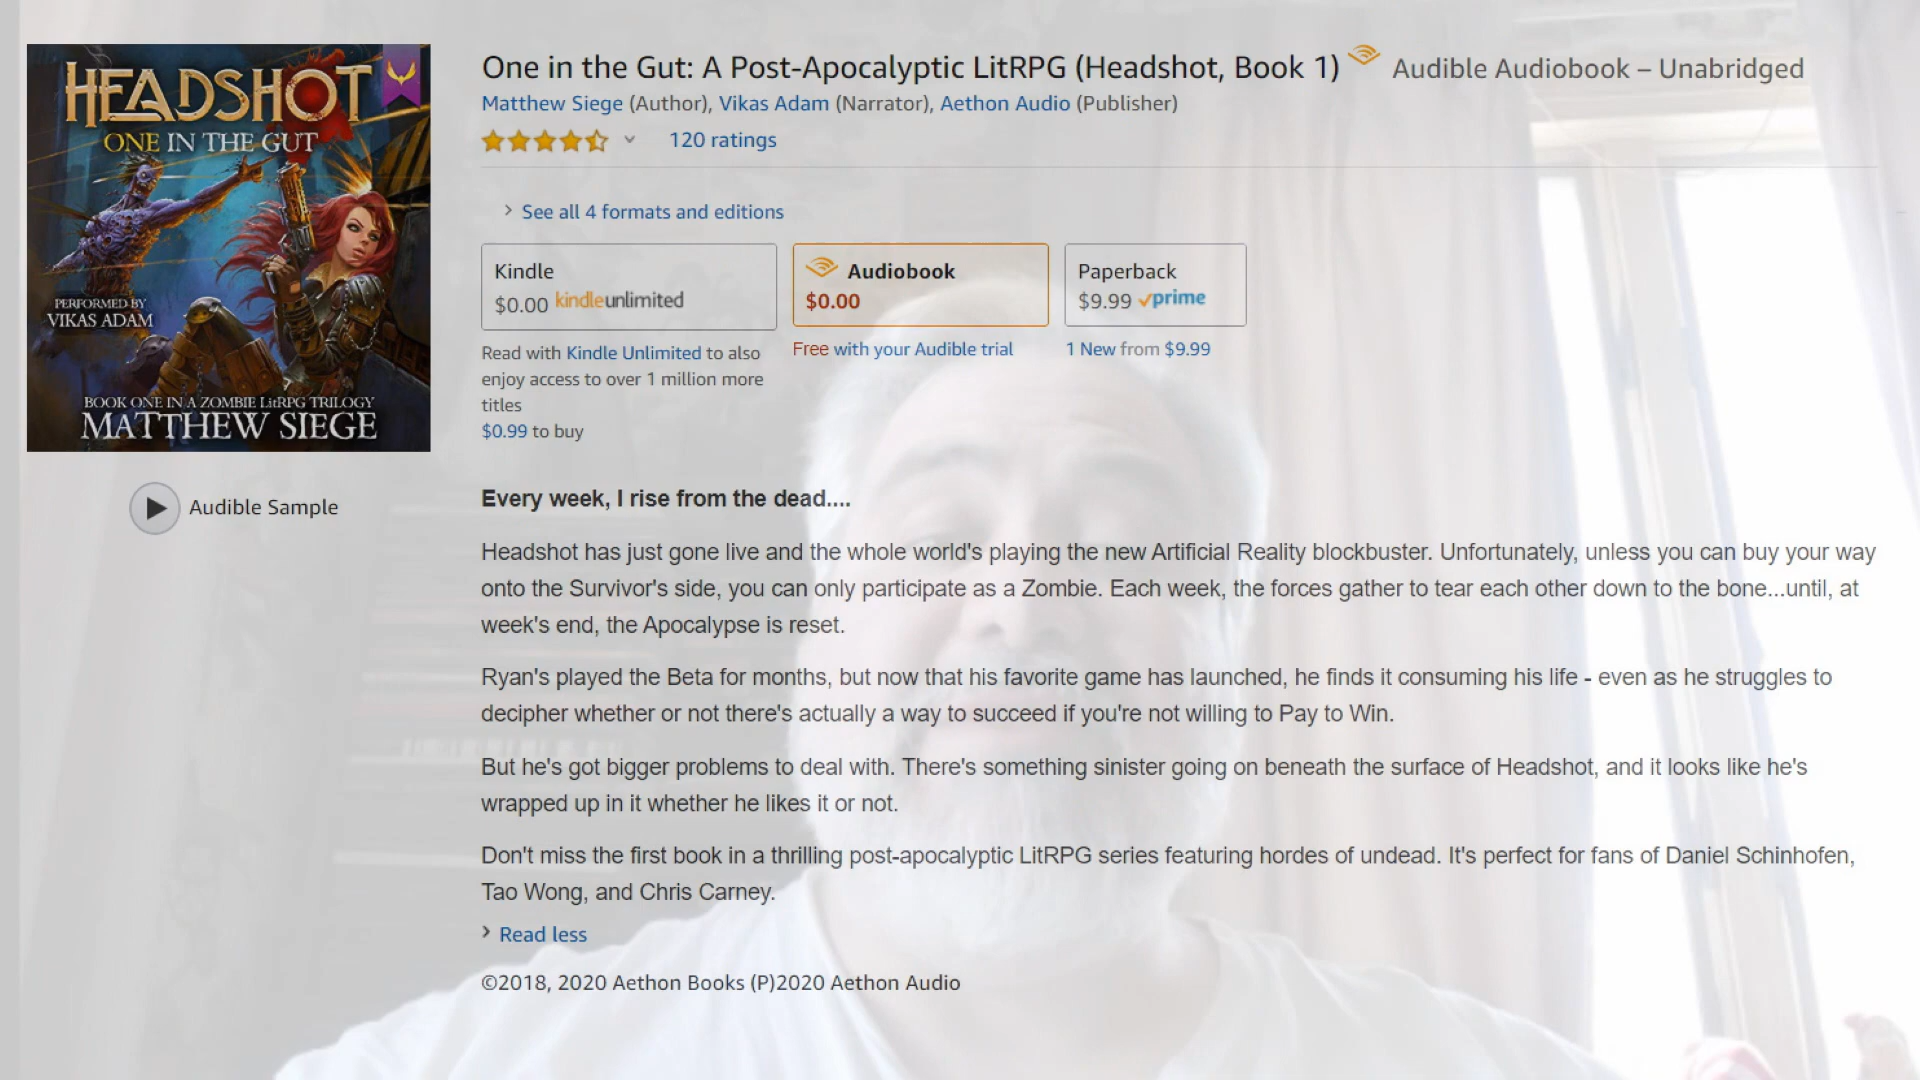 HEADSHOT
ONE IN THE GUT
PERFORMED BY
VIKAS ADAM
BOOK ONE IN A ZOMBIE LitRPG TRILOGY
MATTHEW SIEGE
Audible Sample
One in the Gut: A Post-Apocalyptic LitRPG (Headshot, Book 1) Audible Audiobook – Unabridged
Matthew Siege (Author), Vikas Adam (Narrator), Aethon Audio (Publisher)
120 ratings
See all 4 formats and editions
Kindle
$0.00 kindleunlimited
Read with Kindle Unlimited to also
enjoy access to over 1 million more
titles
$0.99 to buy
Audiobook
$0.00
Free with your Audible trial
Paperback
$9.99 prime
1 New from $9.99
Every week, I rise from the dead....
Headshot has just gone live and the whole world's playing the new Artificial Reality blockbuster. Unfortunately, unless you can buy your way
onto the Survivor's side, you can only participate as a Zombie. Each week, the forces gather to tear each other down to the bone...until, at
week's end, the Apocalypse is reset.
Ryan's played the Beta for months, but now that his favorite game has launched, he finds it consuming his life - even as he struggles to
decipher whether or not there's actually a way to succeed if you're not willing to Pay to Win.
But he's got bigger problems to deal with. There's something sinister going on beneath the surface of Headshot, and it looks like he's
wrapped up in it whether he likes it or not.
Don't miss the first book in a thrilling post-apocalyptic LitRPG series featuring hordes of undead. It's perfect for fans of Daniel Schinhofen,
Tao Wong, and Chris Carney.
Read less
©2018, 2020 Aethon Books (P)2020 Aethon Audio